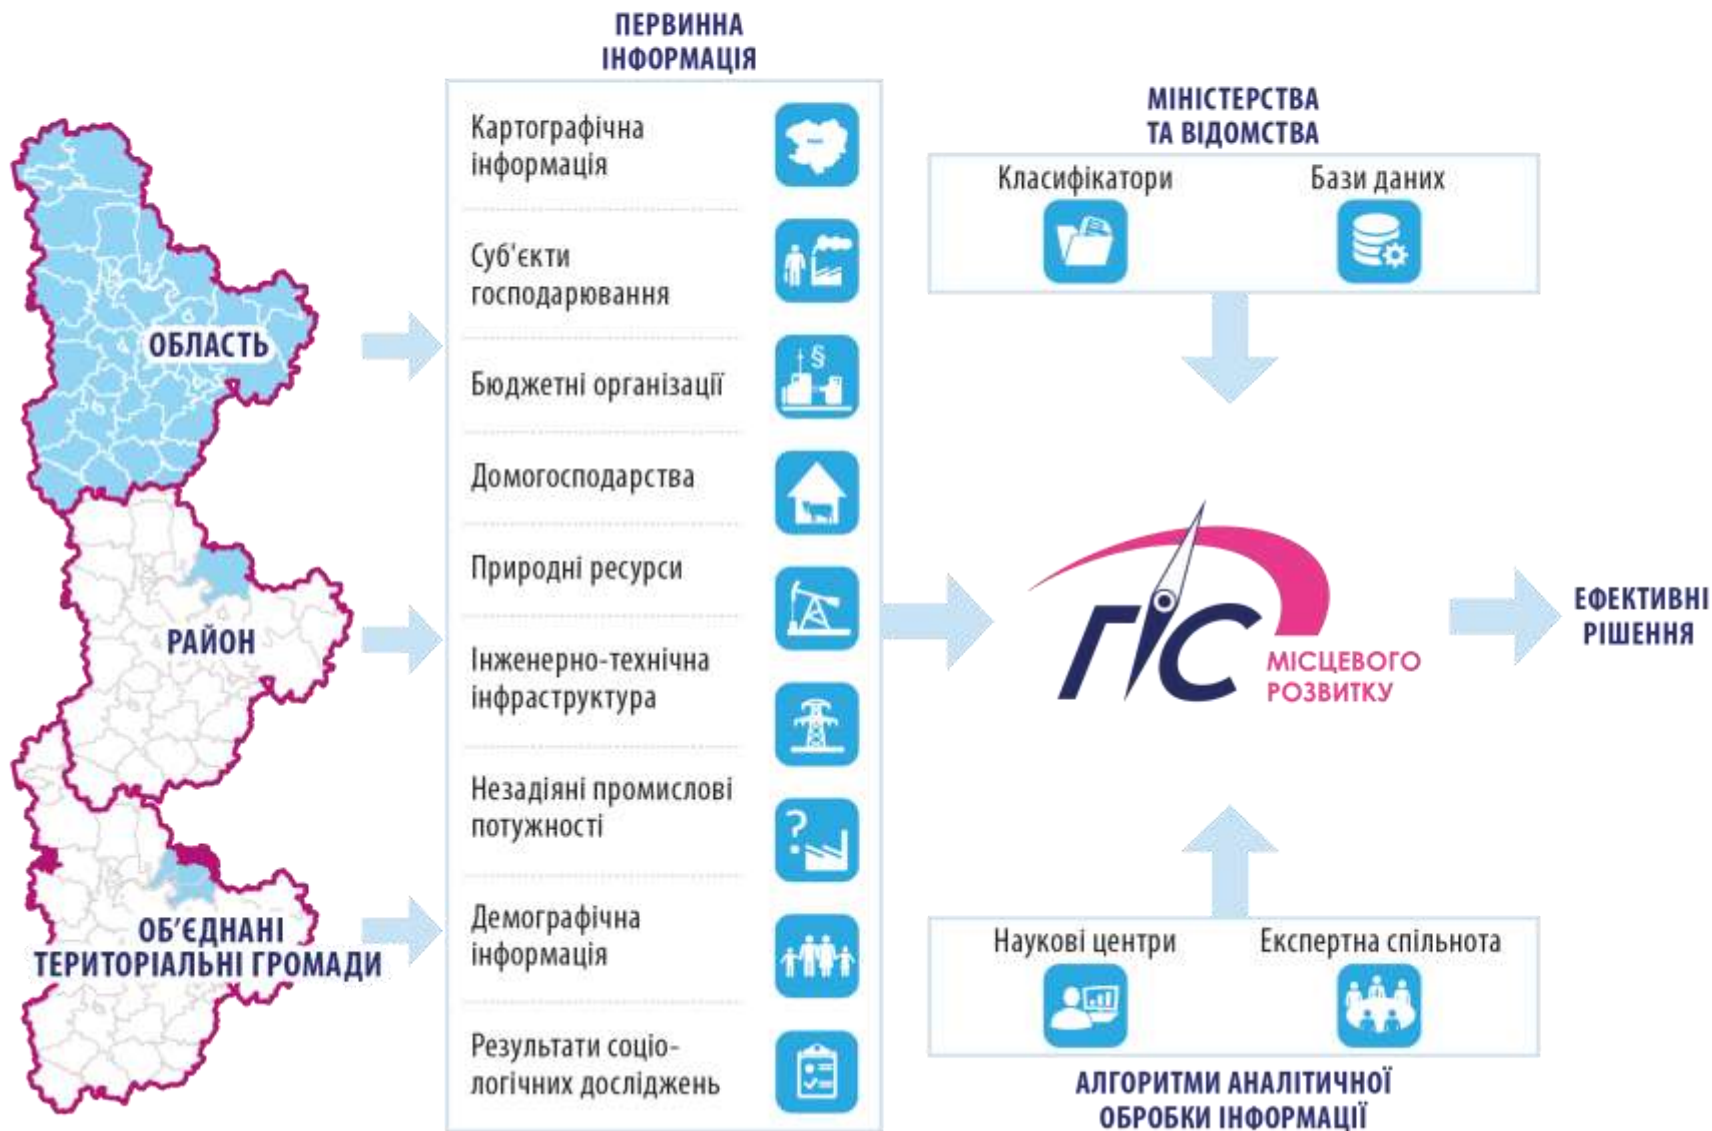 ПЕРВИННА
ІНФОРМАЦІЯ
ОБЛАСТЬ
РАЙОН
ОБ’ЄДНАНІ
ТЕРИТОРІАЛЬНІ ГРОМАДИ
Картографічна
інформація
Суб'єкти
господарювання
Бюджетні організації
§
Домогосподарства
Природні ресурси
Інженерно-технічна
інфраструктура
Незадіяні промислові
потужності
?
Демографічна
інформація
Результати соціо-
логічних досліджень
МІНІСТЕРСТВА
ТА ВІДОМСТВА
Класифікатори
Бази даних
ГІС
МІСЦЕВОГО
РОЗВИТКУ
ЕФЕКТИВНІ
РІШЕННЯ
Наукові центри
Експертна спільнота
АЛГОРИТМИ АНАЛІТИЧНОЇ
ОБРОБКИ ІНФОРМАЦІЇ